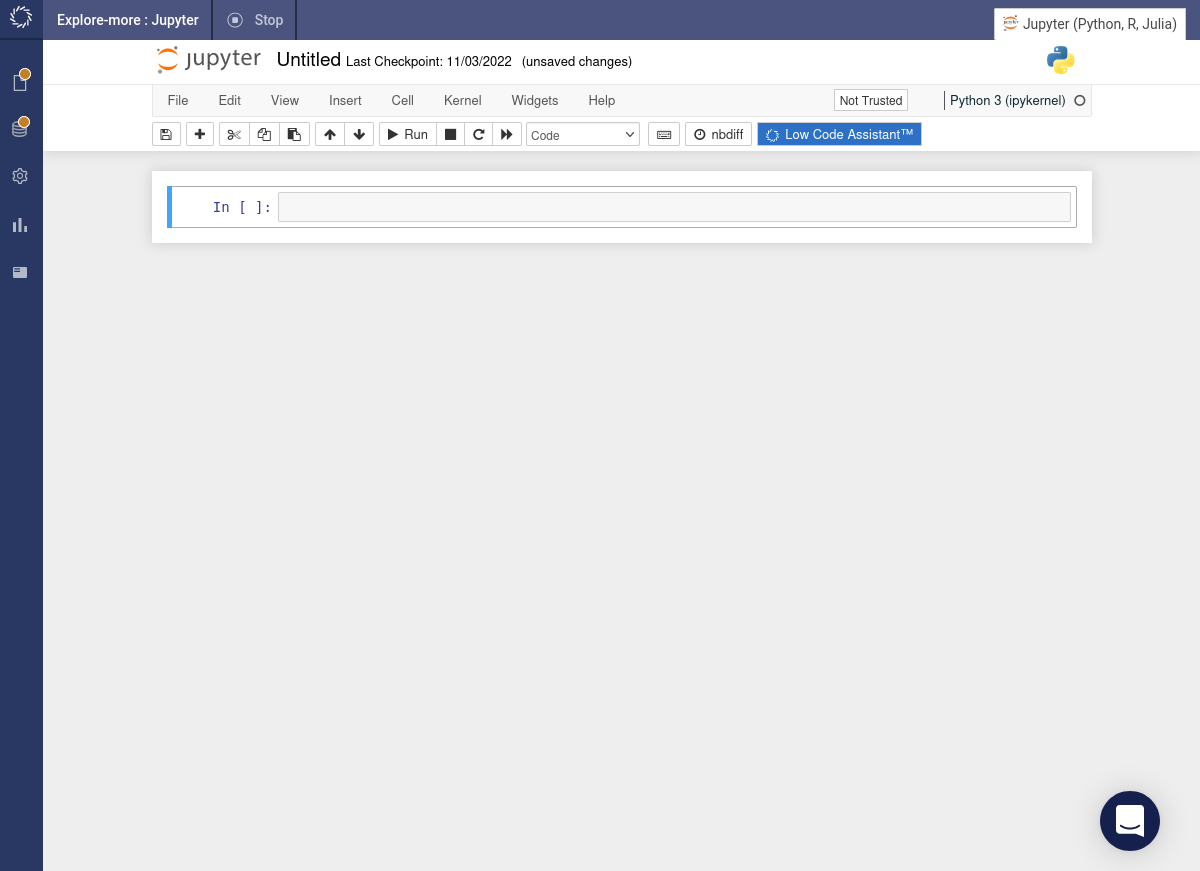 Explore-more : Jupyter Stop
Jupyter (Python, R, Julia)
jupyter Untitled Last Checkpoint: 11/03/2022 (unsaved changes)
File Edit View Insert Cell Kernel Widgets Help Not Trusted Python 3 (ipykernel)
Run Code nbdiff Low Code Assistant™
In [ ]: